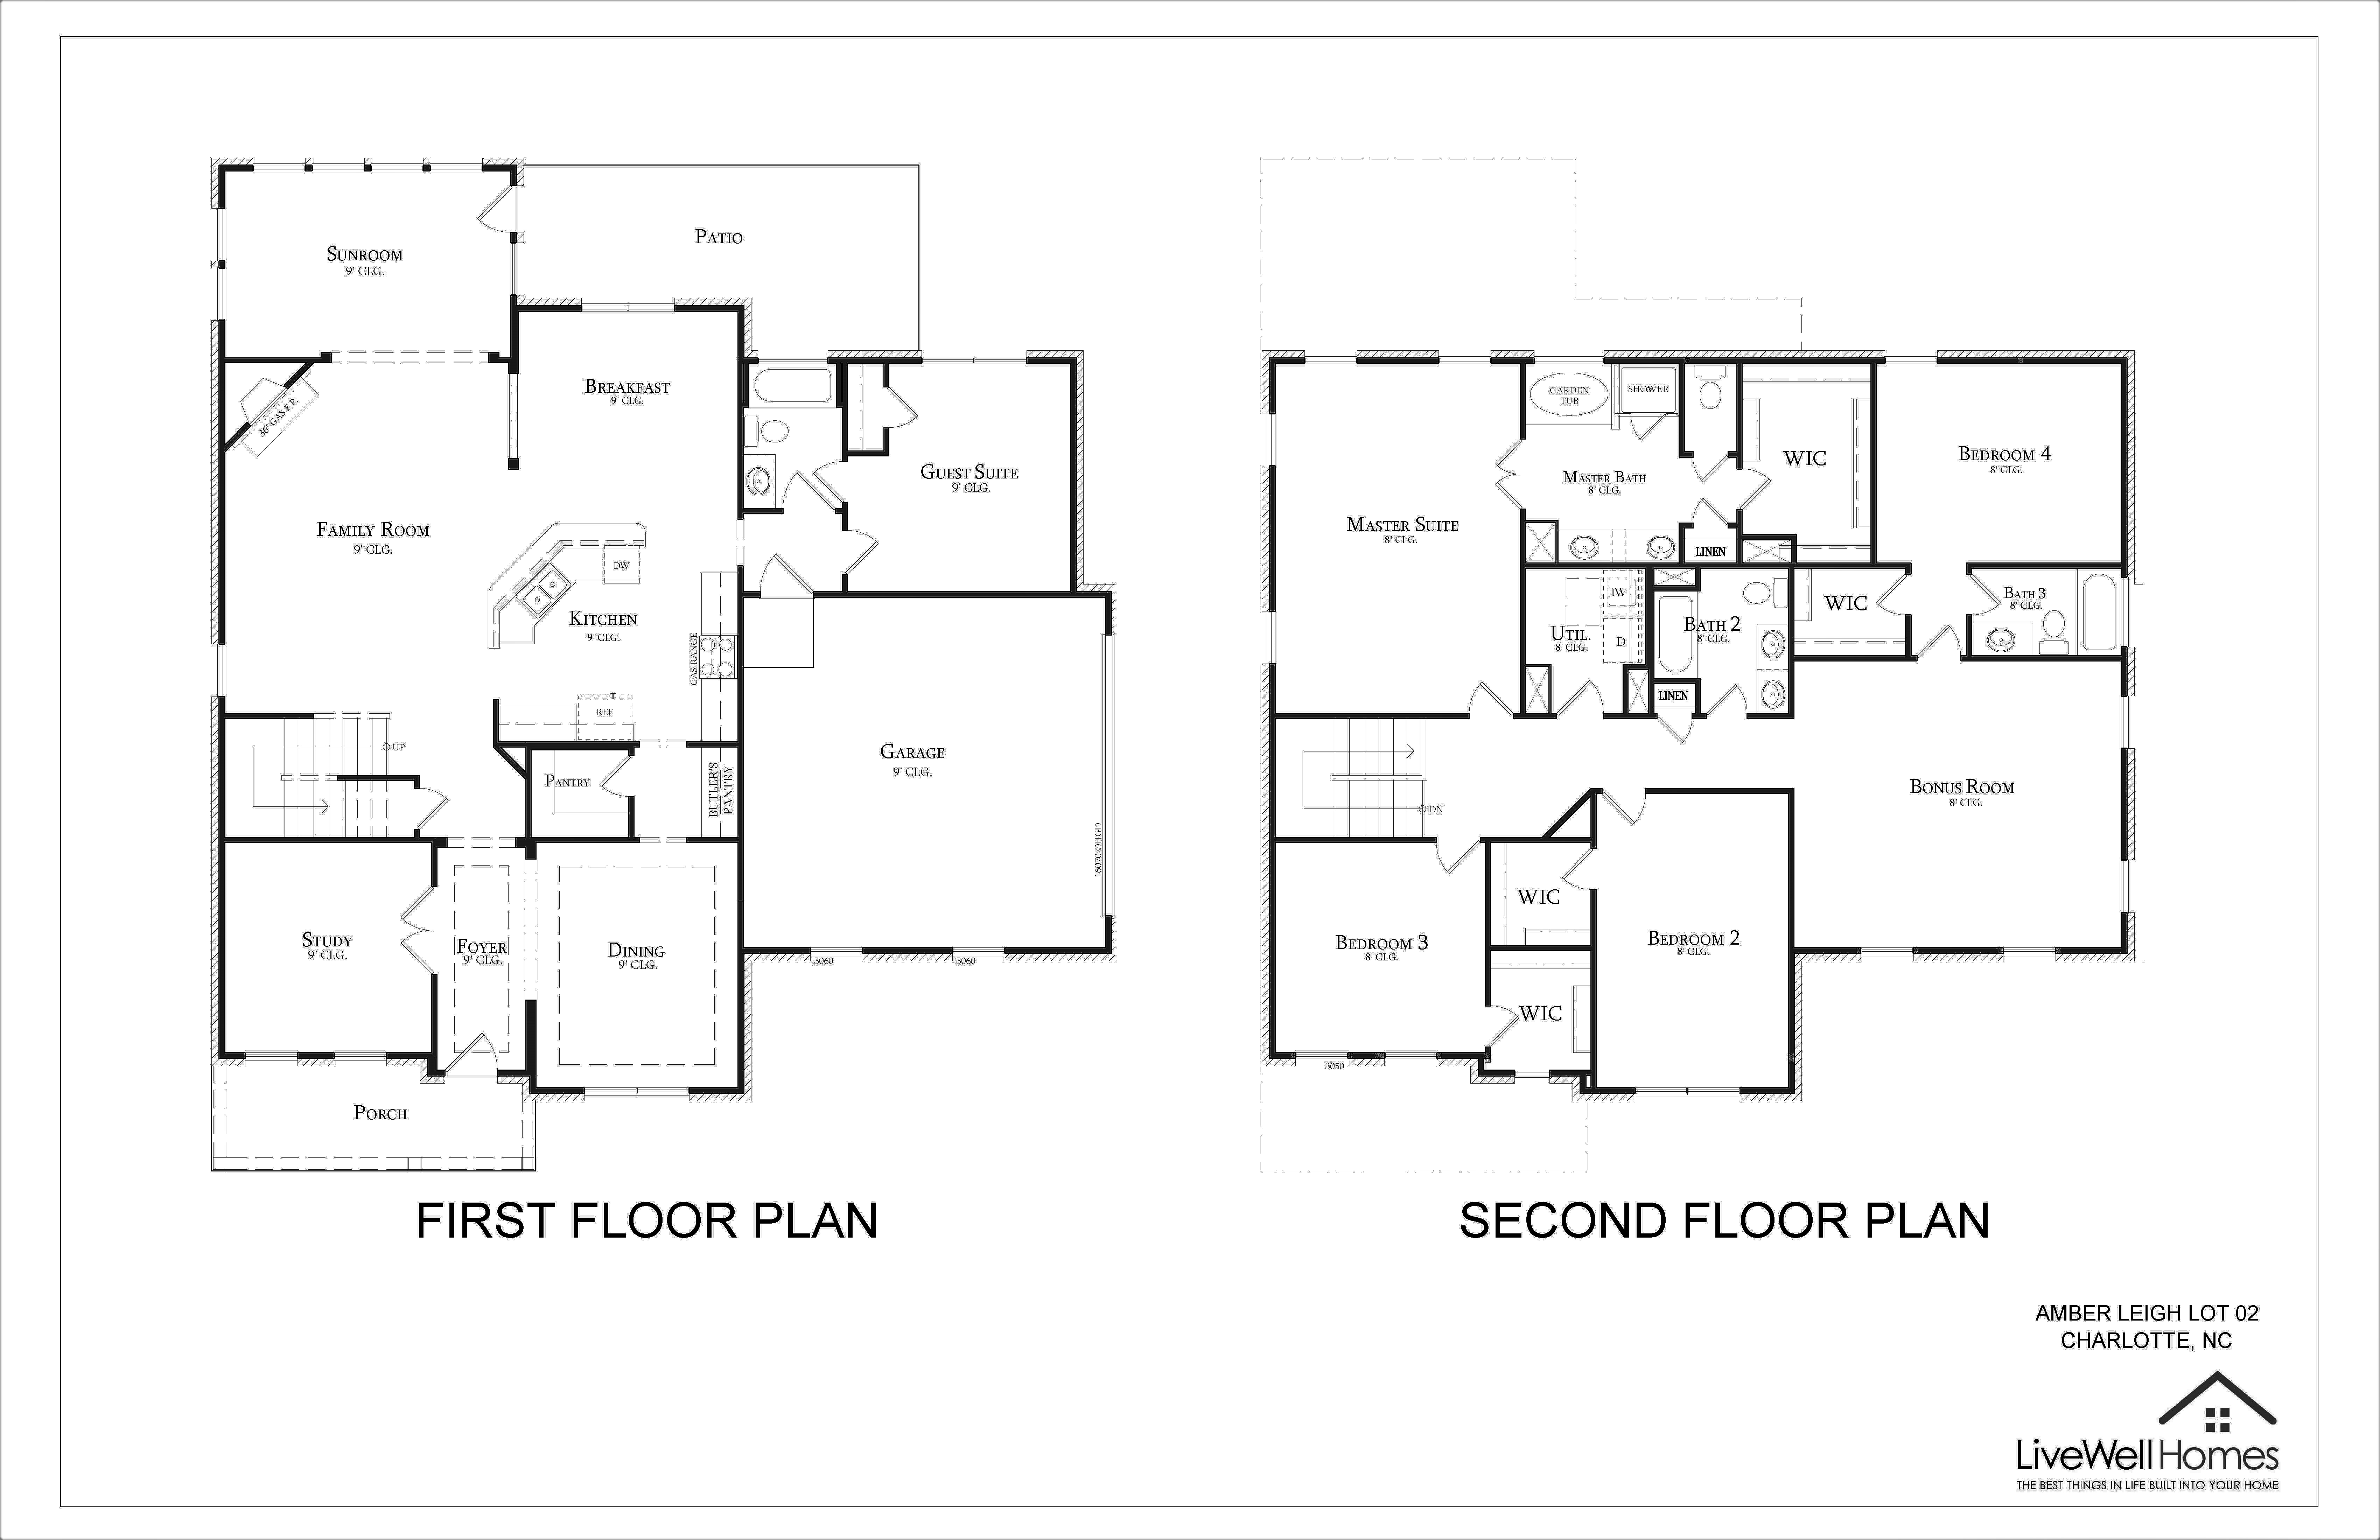 SUNROOM
9' CLG.
PATIO
36" GAS F.P.
BREAKFAST
9' CLG.
GUEST SUITE
9' CLG.
FAMILY ROOM
9' CLG.
DW
KITCHEN
9' CLG.
GAS RANGE
REF
UP
PANTRY
BUTLER'S
PANTRY
GARAGE
9' CLG.
16070 OHGD
STUDY
9' CLG.
FOYER
9' CLG.
DINING
9' CLG.
3060
3060
PORCH
FIRST FLOOR PLAN
GARDEN
TUB
SHOWER
MASTER BATH
8' CLG.
WIC
BEDROOM 4
8' CLG.
MASTER SUITE
8' CLG.
LINEN
UTIL.
8' CLG.
D
BATH 2
8' CLG.
WIC
BATH 3
8' CLG.
LINEN
DN
BONUS ROOM
8' CLG.
WIC
BEDROOM 3
8' CLG.
BEDROOM 2
8' CLG.
WIC
3050
SECOND FLOOR PLAN
AMBER LEIGH LOT 02
CHARLOTTE, NC
LiveWellHomes
THE BEST THINGS IN LIFE BUILT INTO YOUR HOME